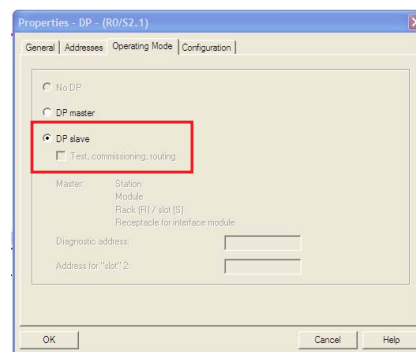 Properties - DP - (R0/S2.1)
General Addresses Operating Mode Configuration
No DP
DP master
DP slave
Test, commissioning, routing
Master: Station
Module
Rack (R) / slot (S)
Receptacle for interface module
Diagnostic address:
Address for "slot" 2:
OK Cancel Help